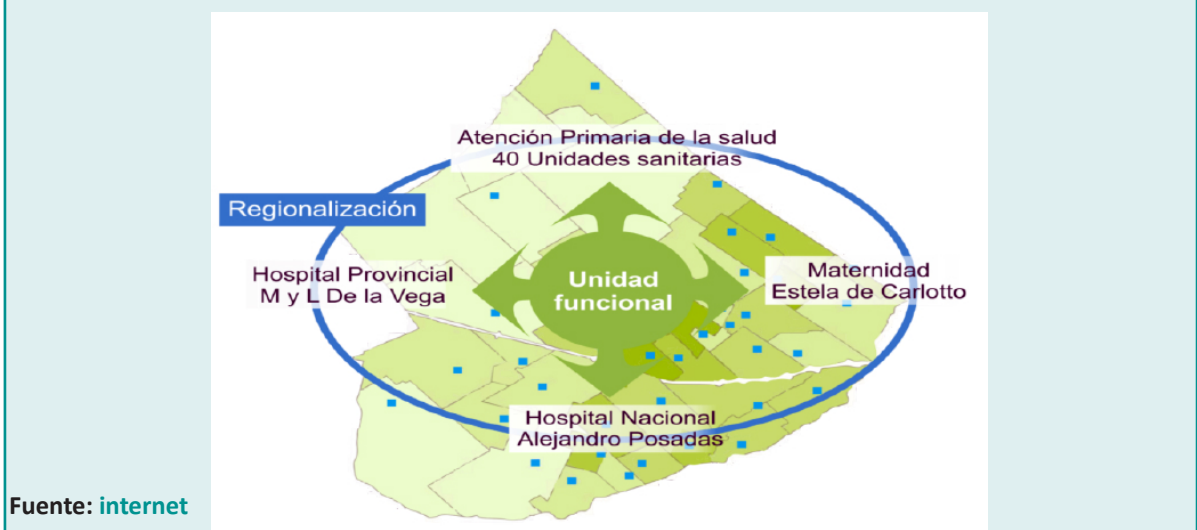 Atención Primaria de la salud
40 Unidades sanitarias
Regionalización
Hospital Provincial
M y L De la Vega
Unidad
funcional
Maternidad
Estela de Carlotto
Hospital Nacional
Alejandro Posadas
Fuente: internet